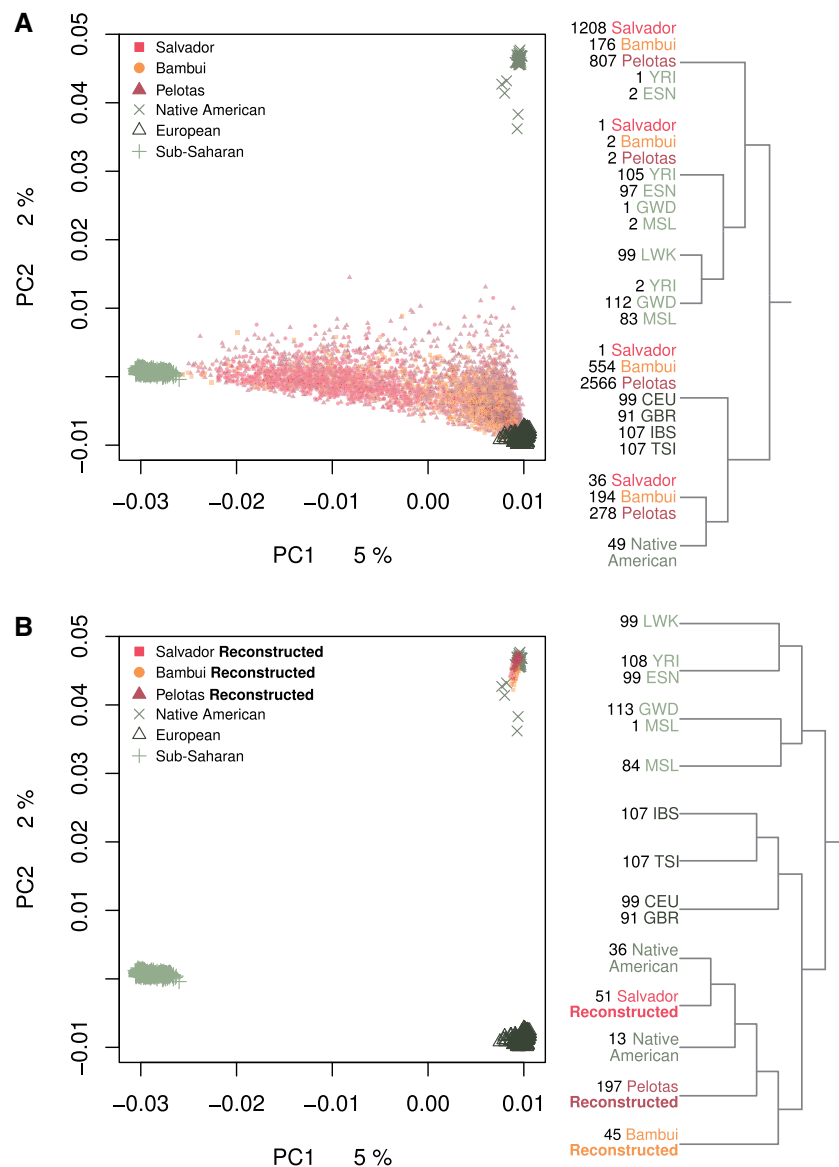 A
0.05
0.04
0.03
0.02
0.01
−0.01
PC2 2 %
Salvador
Bambui
Pelotas
Native American
European
Sub-Saharan
−0.03
−0.02
−0.01
0.00
0.01
PC1 5 %
1208 Salvador
176 Bambui
807 Pelotas
1 YRI
2 ESN
1 Salvador
2 Bambui
2 Pelotas
105 YRI
97 ESN
1 GWD
2 MSL
99 LWK
2 YRI
112 GWD
83 MSL
1 Salvador
554 Bambui
2566 Pelotas
99 CEU
91 GBR
107 IBS
107 TSI
36 Salvador
194 Bambui
278 Pelotas
49 Native
American
B
0.05
0.04
0.03
0.02
0.01
−0.01
PC2 2 %
Salvador Reconstructed
Bambui Reconstructed
Pelotas Reconstructed
Native American
European
Sub-Saharan
−0.03
−0.02
−0.01
0.00
0.01
PC1 5 %
99 LWK
108 YRI
99 ESN
113 GWD
1 MSL
84 MSL
107 IBS
107 TSI
99 CEU
91 GBR
36 Native
American
51 Salvador
Reconstructed
13 Native
American
197 Pelotas
Reconstructed
45 Bambui
Reconstructed